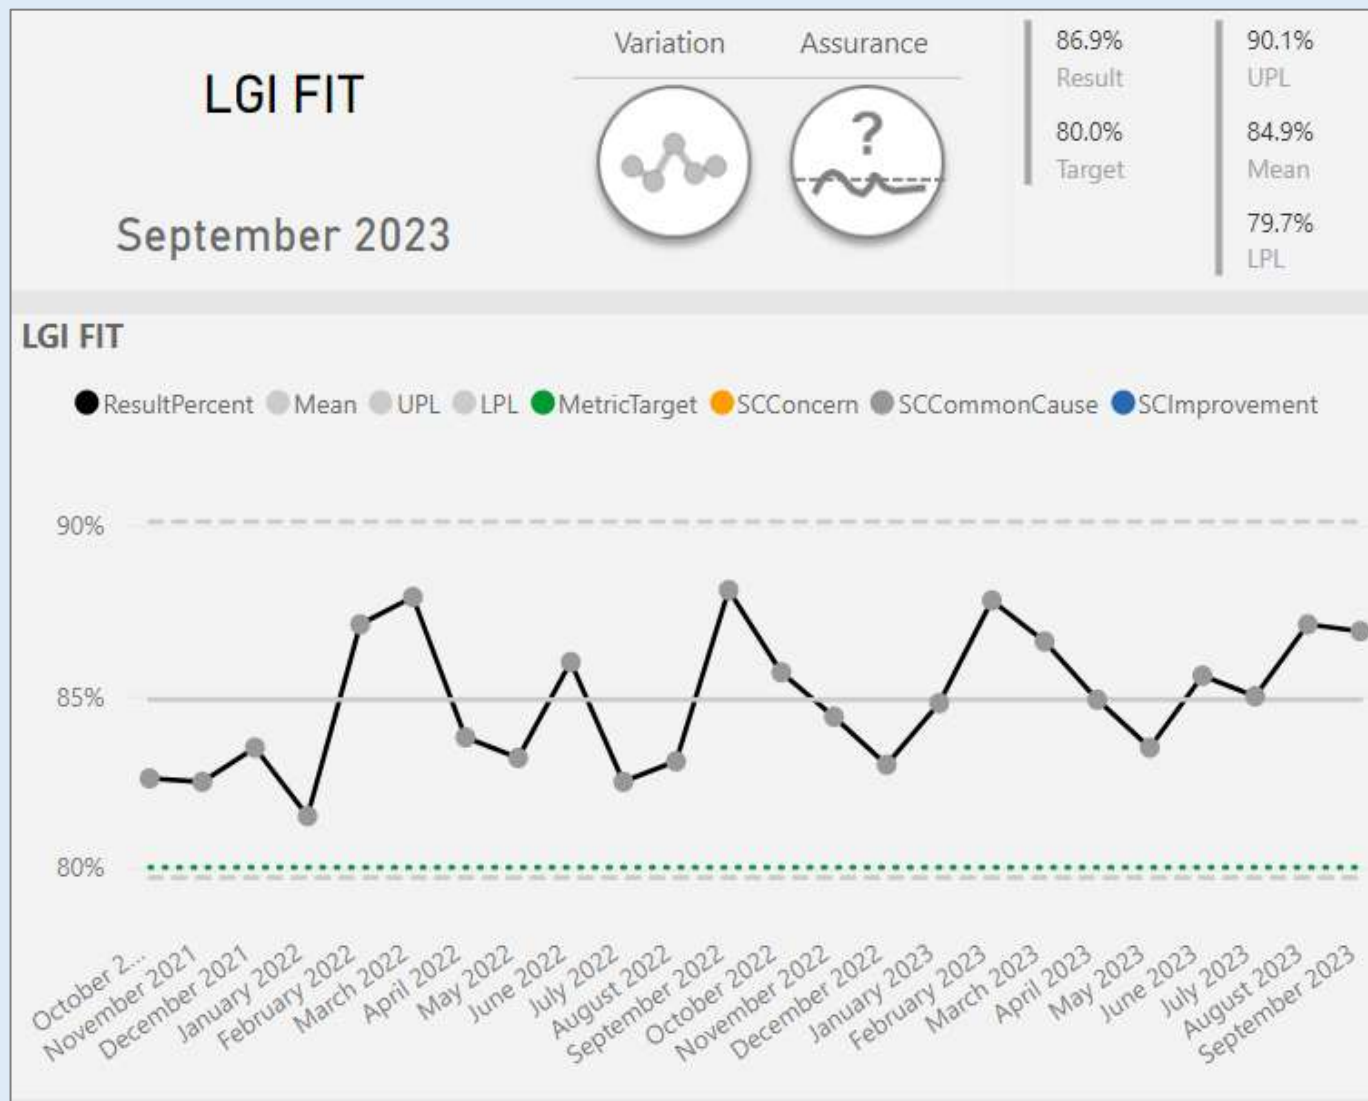 LGI FIT
September 2023
Variation
Assurance
?
86.9%
Result
80.0%
Target
90.1%
UPL
84.9%
Mean
79.7%
LPL
LGI FIT
ResultPercent Mean UPL LPL MetricTarget SCConcern SCCommonCause SCImprovement
90%
85%
80%
October 2...
November 2021
December 2021
January 2022
February 2022
March 2022
April 2022
May 2022
June 2022
July 2022
August 2022
September 2022
October 2022
November 2022
December 2022
January 2023
February 2023
March 2023
April 2023
May 2023
June 2023
July 2023
August 2023
September 2023